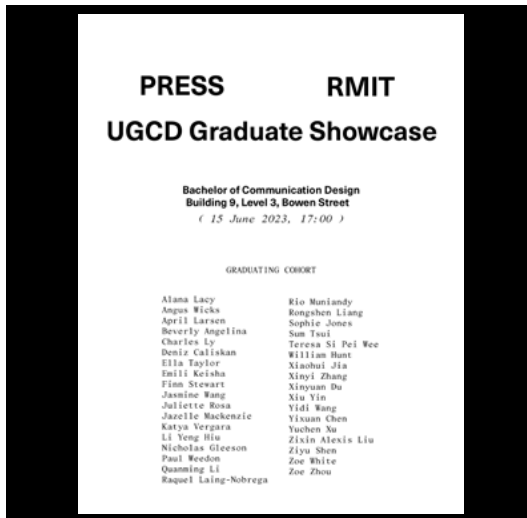 PRESS RMIT
UGCD Graduate Showcase
Bachelor of Communication Design
Building 9, Level 3, Bowen Street
( 15 June 2023, 17:00 )
GRADUATING COHORT
Alana Lacy
Angus Wicks
April Larsen
Beverly Angelina
Charles Ly
Deniz Caliskan
Ella Taylor
Emili Keisha
Finn Stewart
Jasmine Wang
Juliette Rosa
Jazelle Mackenzie
Katya Vergara
Li Yeng Hiu
Nicholas Gleeson
Paul Weedon
Quanming Li
Raquel Laing-Nobrega
Rio Muniandy
Rongshen Liang
Sophie Jones
Sum Tsui
Teresa Si Pei Wee
William Hunt
Xiaohui Jia
Xinyi Zhang
Xinyuan Du
Xiu Yin
Yidi Wang
Yixuan Chen
Yuchen Xu
Zixin Alexis Liu
Ziyu Shen
Zoe White
Zoe Zhou